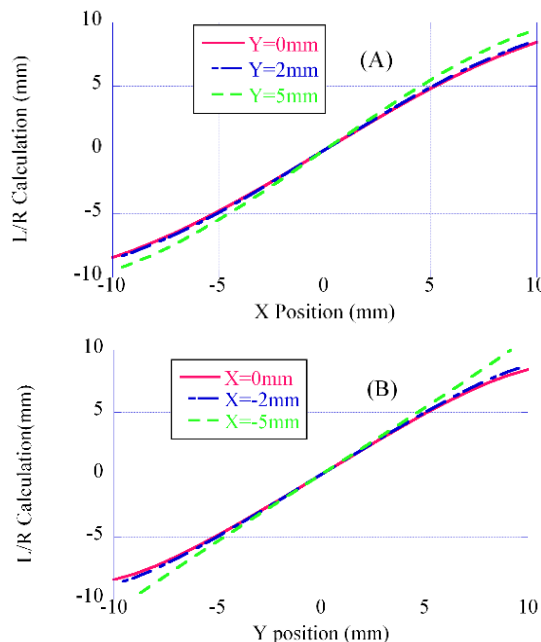 10
5
0
-5
-10
L/R Calculation (mm)
Y=0mm
Y=2mm
Y=5mm
(A)
-10
-5
0
5
10
X Position (mm)
10
5
0
-5
-10
L/R Calculation(mm)
X=0mm
X=-2mm
X=-5mm
(B)
-10
-5
0
5
10
Y position (mm)